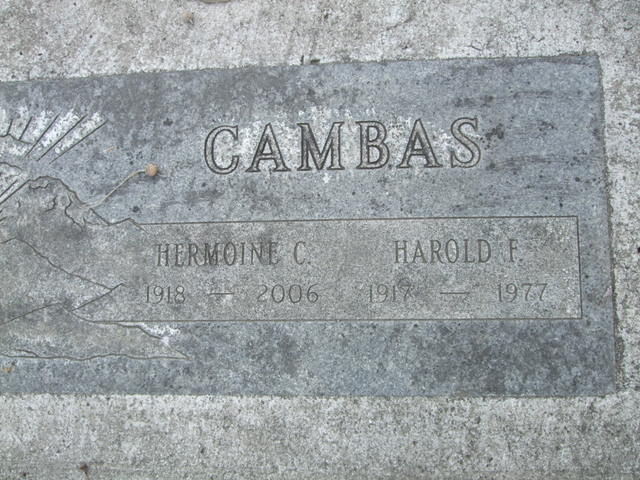 CAMBAS
HERMOINE C. HAROLD F.
1918 — 2006 1917 — 1977